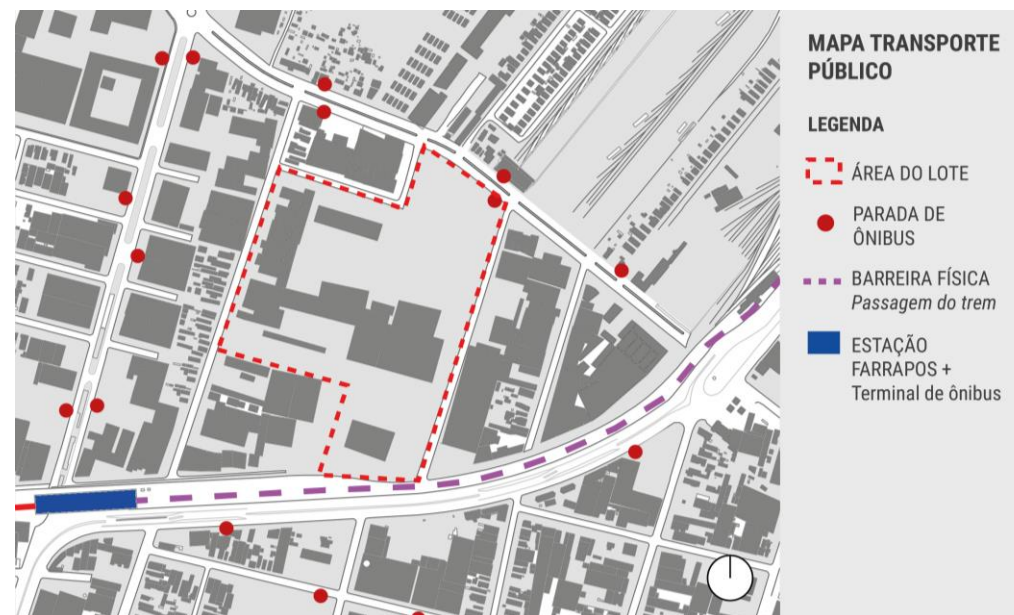 MAPA TRANSPORTE
PÚBLICO
LEGENDA
ÁREA DO LOTE
PARADA DE
ÔNIBUS
BARREIRA FÍSICA
Passagem do trem
ESTAÇÃO
FARRAPOS +
Terminal de ônibus